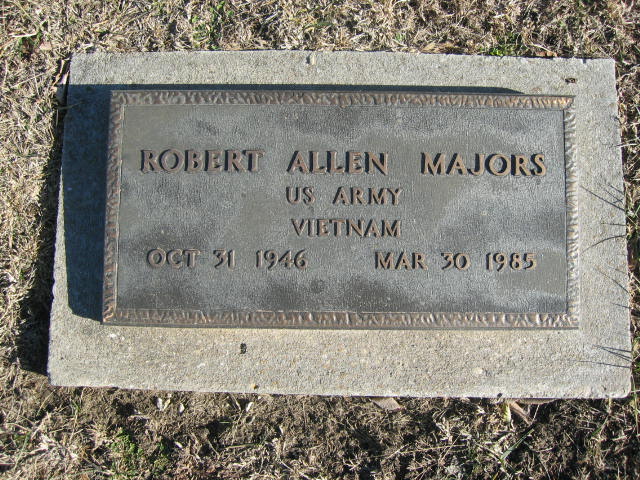 ROBERT ALLEN MAJORS
US ARMY
VIETNAM
OCT 31 1946 MAR 30 1985